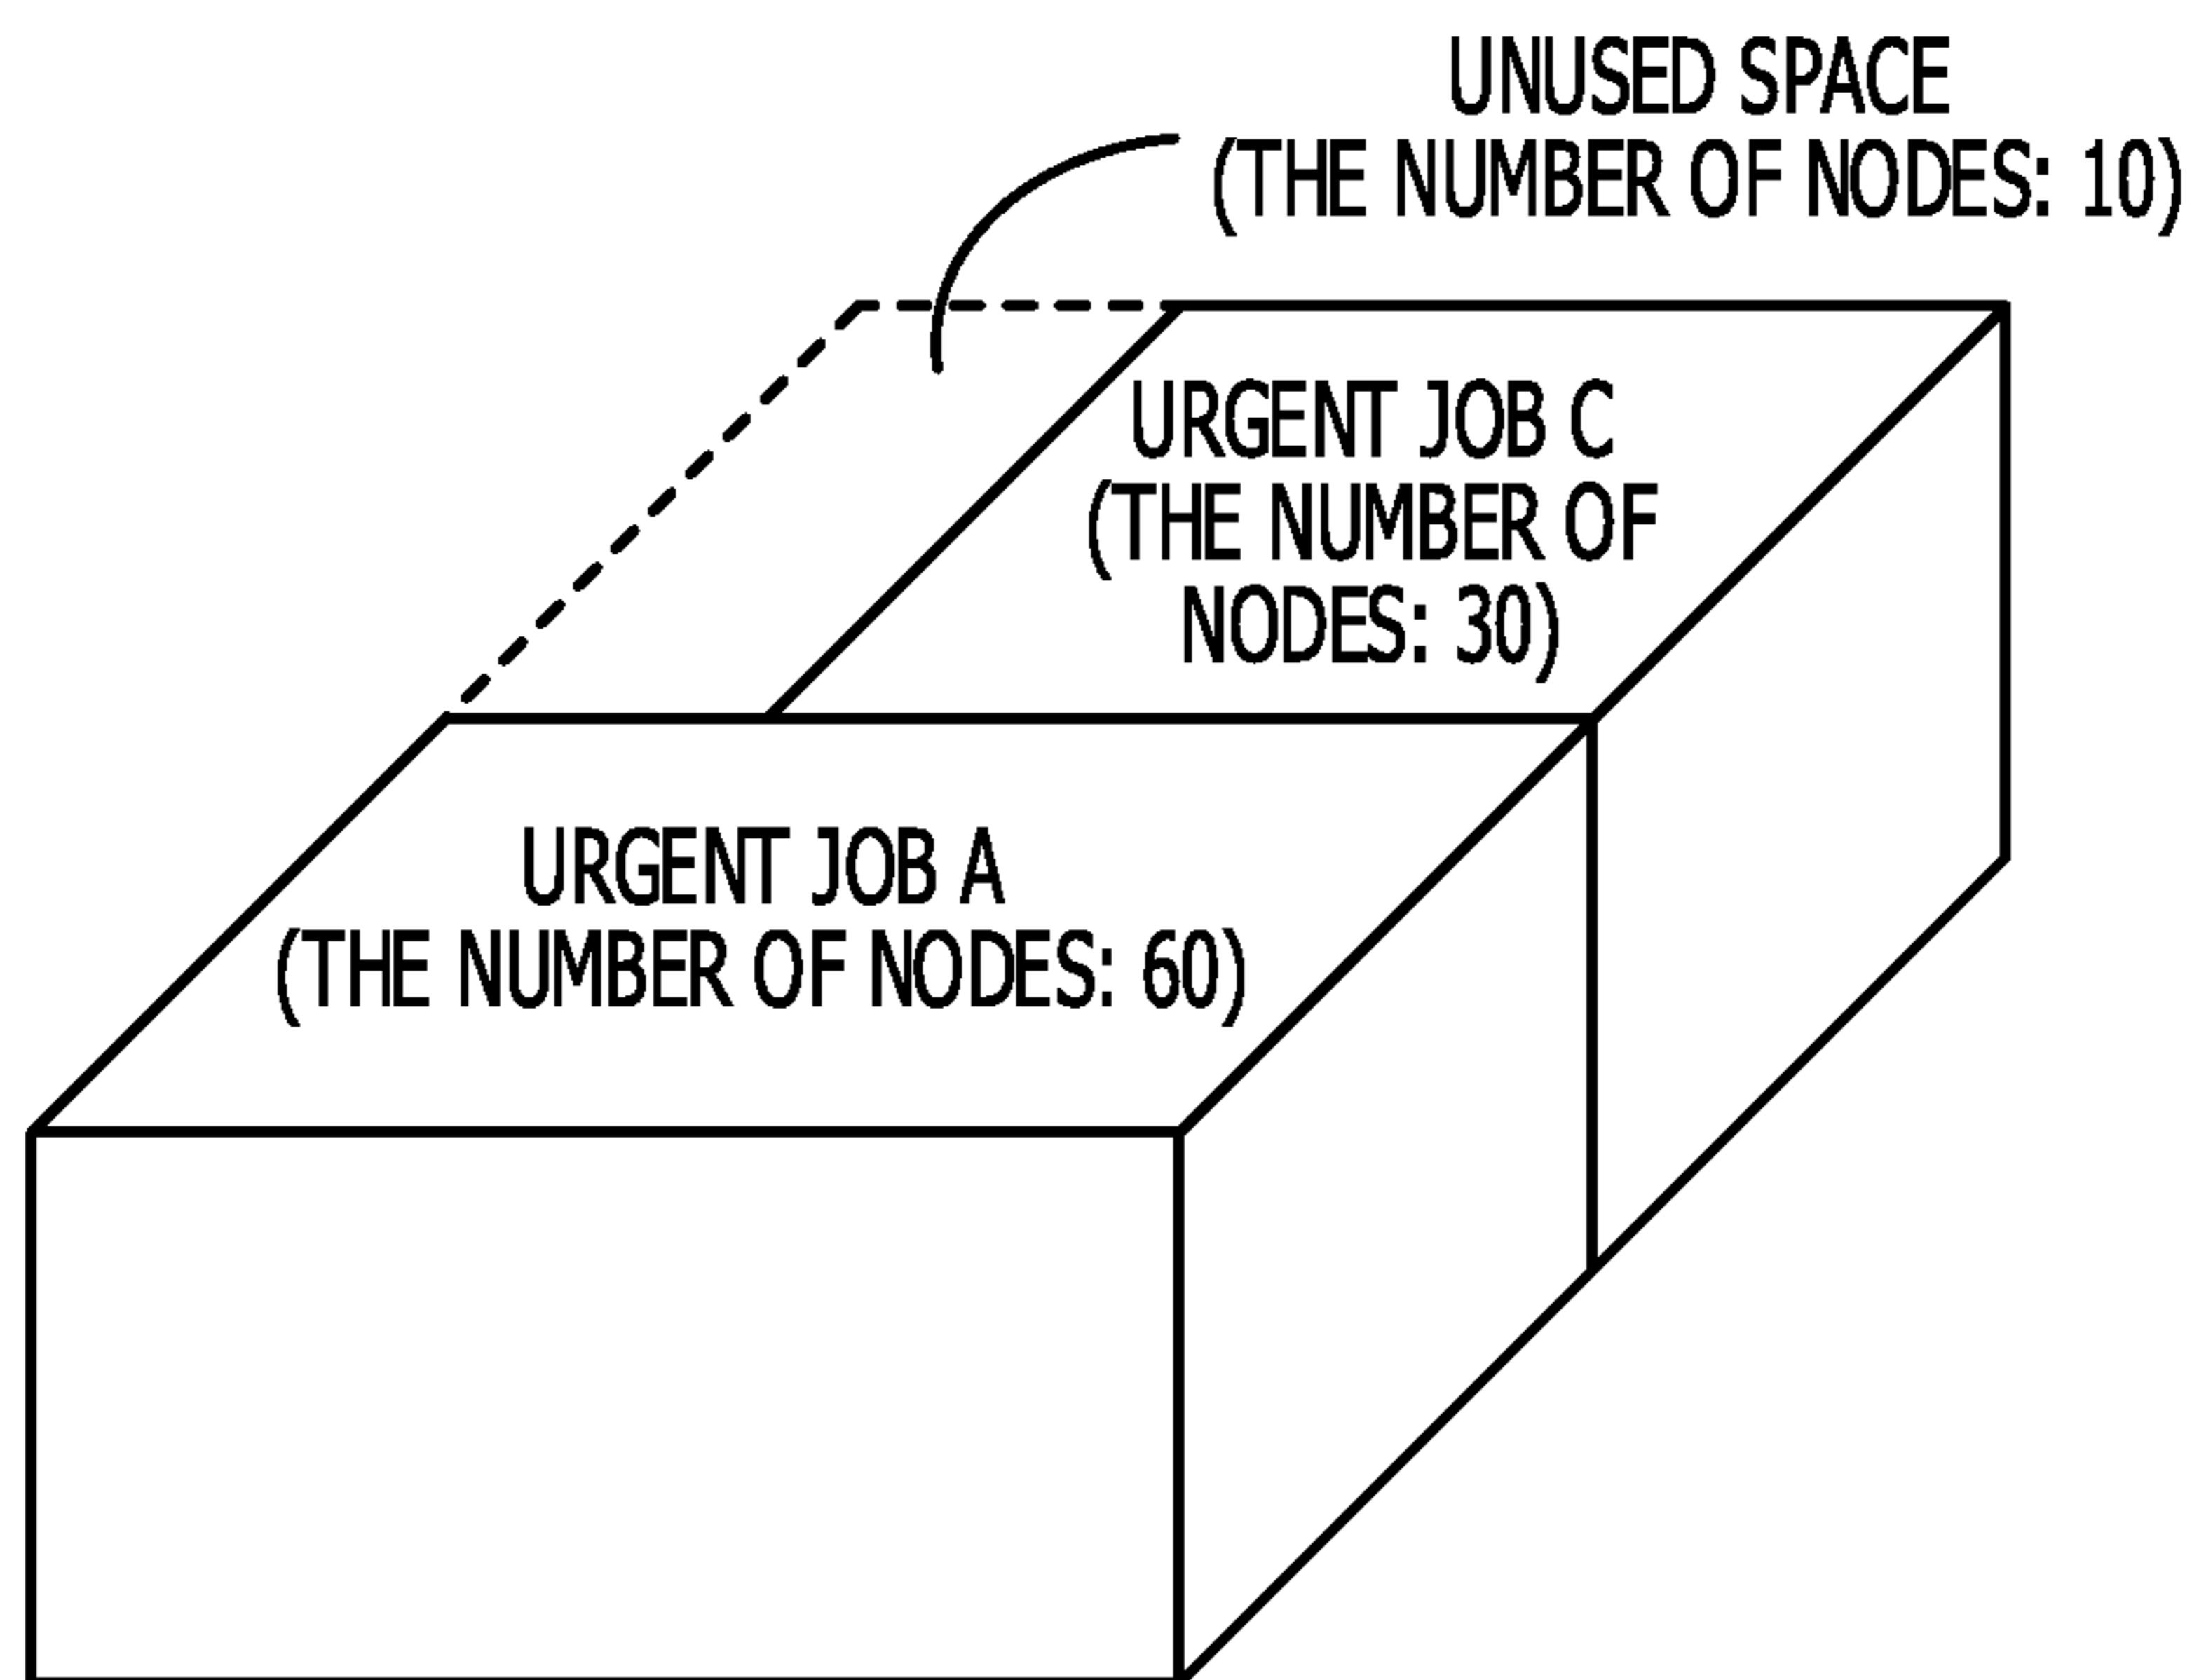 UNUSED SPACE
(THE NUMBER OF NODES: 10)
URGENT JOB C
(THE NUMBER OF
NODES: 30)
URGENT JOB A
(THE NUMBER OF NODES: 60)